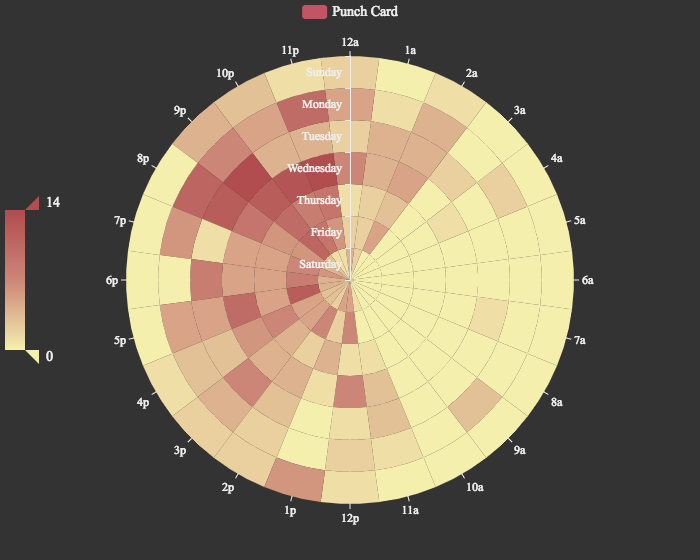 Punch Card
12a
1a
2a
3a
4a
5a
6a
7a
8a
9a
10a
11a
12p
1p
2p
3p
4p
5p
6p
7p
8p
9p
10p
11p
Sunday
Monday
Tuesday
Wednesday
Thursday
Friday
Saturday
14
0